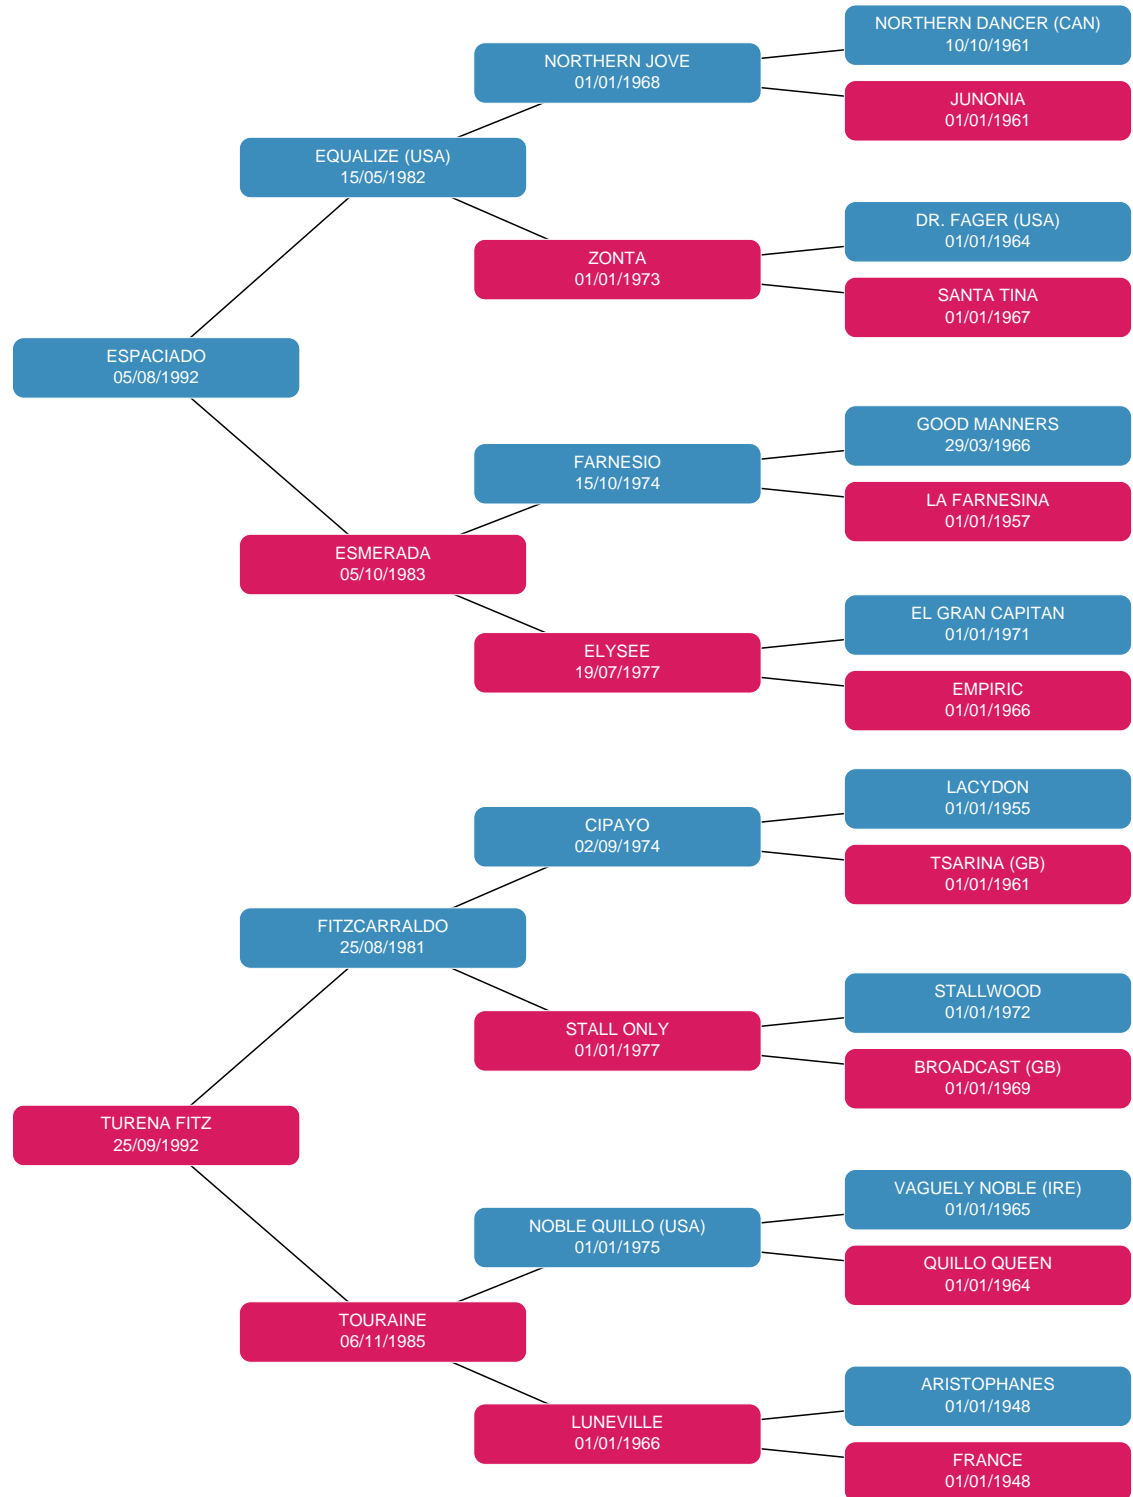 NORTHERN DANCER (CAN)
10/10/1961
NORTHERN JOVE
01/01/1968
JUNONIA
01/01/1961
EQUALIZE (USA)
15/05/1982
DR. FAGER (USA)
01/01/1964
ZONTA
01/01/1973
SANTA TINA
01/01/1967
ESPACIADO
05/08/1992
GOOD MANNERS
29/03/1966
FARNESIO
15/10/1974
LA FARNESINA
01/01/1957
ESMERADA
05/10/1983
EL GRAN CAPITAN
01/01/1971
ELYSEE
19/07/1977
EMPIRIC
01/01/1966
LACYDON
01/01/1955
CIPAYO
02/09/1974
TSARINA (GB)
01/01/1961
FITZCARRALDO
25/08/1981
STALLWOOD
01/01/1972
STALL ONLY
01/01/1977
BROADCAST (GB)
01/01/1969
TURENA FITZ
25/09/1992
VAGUELY NOBLE (IRE)
01/01/1965
NOBLE QUILLO (USA)
01/01/1975
QUILLO QUEEN
01/01/1964
TOURAINE
06/11/1985
ARISTOPHANES
01/01/1948
LUNEVILLE
01/01/1966
FRANCE
01/01/1948